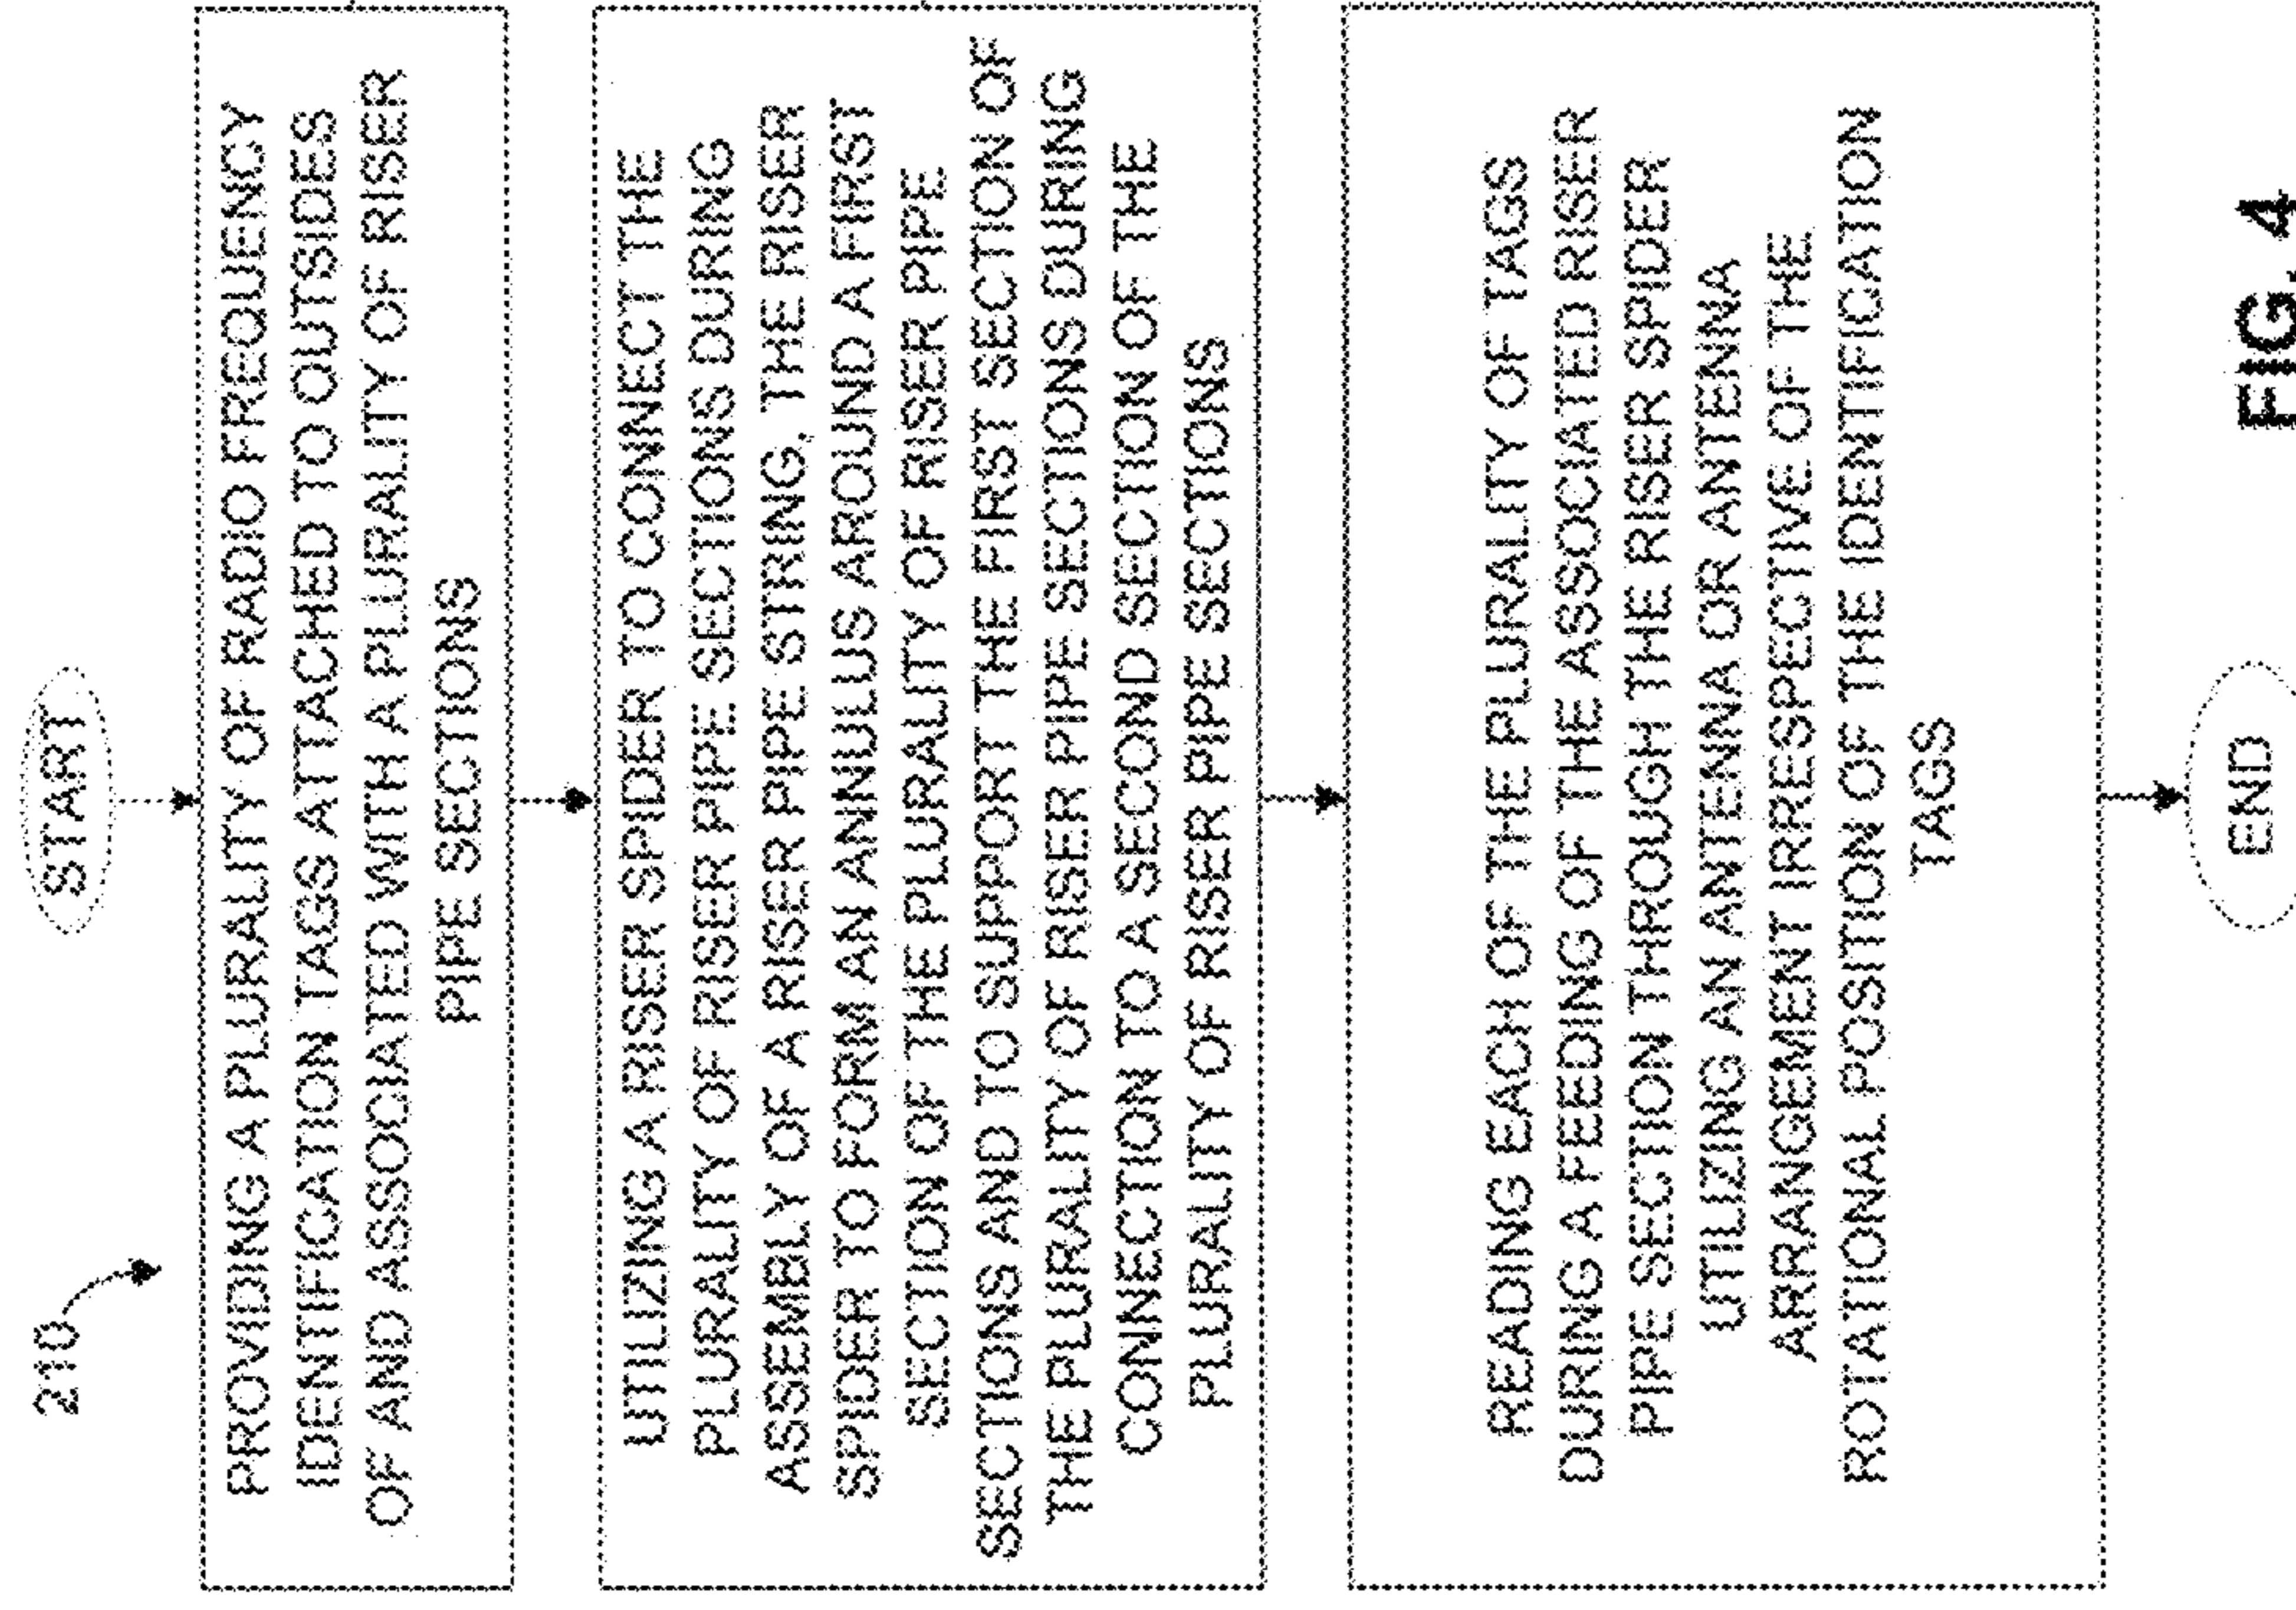 210
START
PROVIDING A PLURALITY OF RADIO FREQUENCY
IDENTIFICATION TAGS ATTACHED TO OUTSIDES
OF AND ASSOCIATED WITH A PLURALITY OF RISER
PIPE SECTIONS
UTILIZING A RISER SPIDER TO CONNECT THE
PLURALITY OF RISER PIPE SECTIONS DURING
ASSEMBLY OF A RISER PIPE STRING, THE RISER
SPIDER TO FORM AN ANNULUS AROUND A FIRST
SECTION OF THE PLURALITY OF RISER PIPE
SECTIONS AND TO SUPPORT THE FIRST SECTION OF
THE PLURALITY OF RISER PIPE SECTIONS DURING
CONNECTION TO A SECOND SECTION OF THE
PLURALITY OF RISER PIPE SECTIONS
READING EACH OF THE PLURALITY OF TAGS
DURING A FEEDING OF THE ASSOCIATED RISER
PIPE SECTION THROUGH THE RISER SPIDER
UTILIZING AN ANTENNA OR ANTENNA
ARRANGEMENT IRRESPECTIVE OF THE
ROTATIONAL POSITION OF THE IDENTIFICATION
TAGS
END
FIG. 4